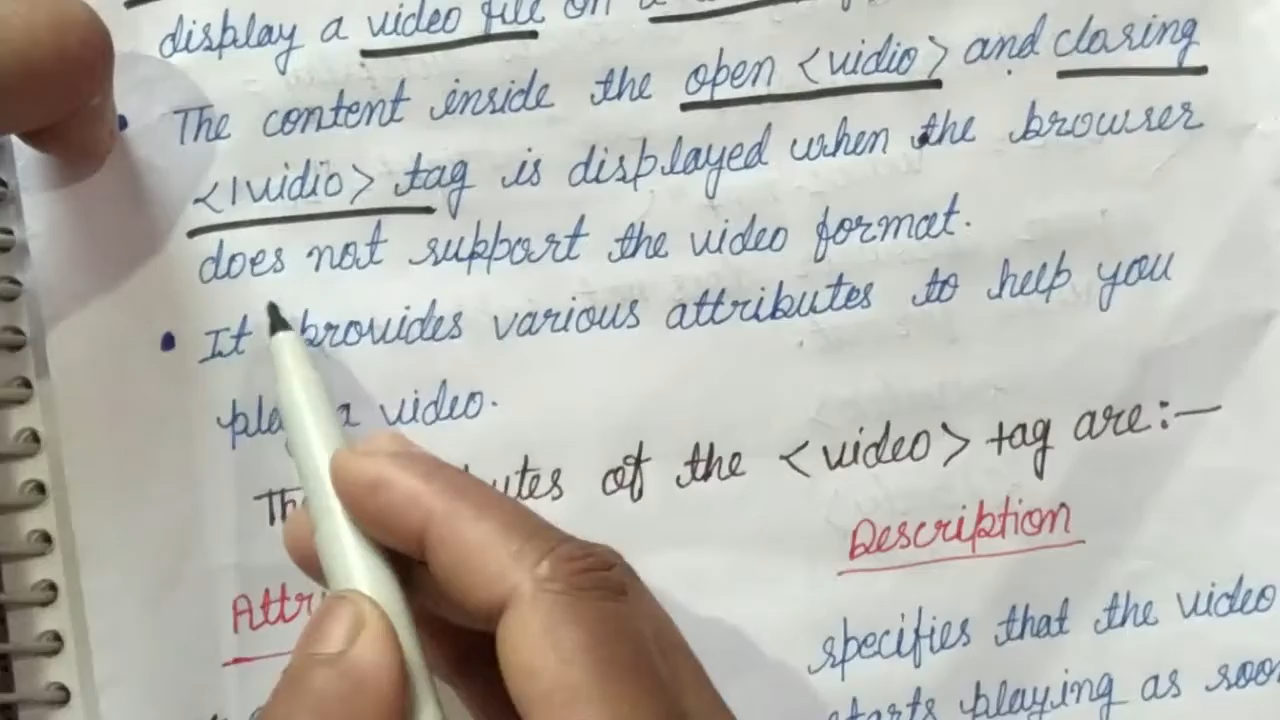 display a video file on a
The content inside the open <vidio> and closing
</vidio> tag is displayed when the browser
does not support the video format.
• It provides various attributes to help you
play a video.
The of the <video> tag are:—
Description
specifies that the video
starts playing as soon